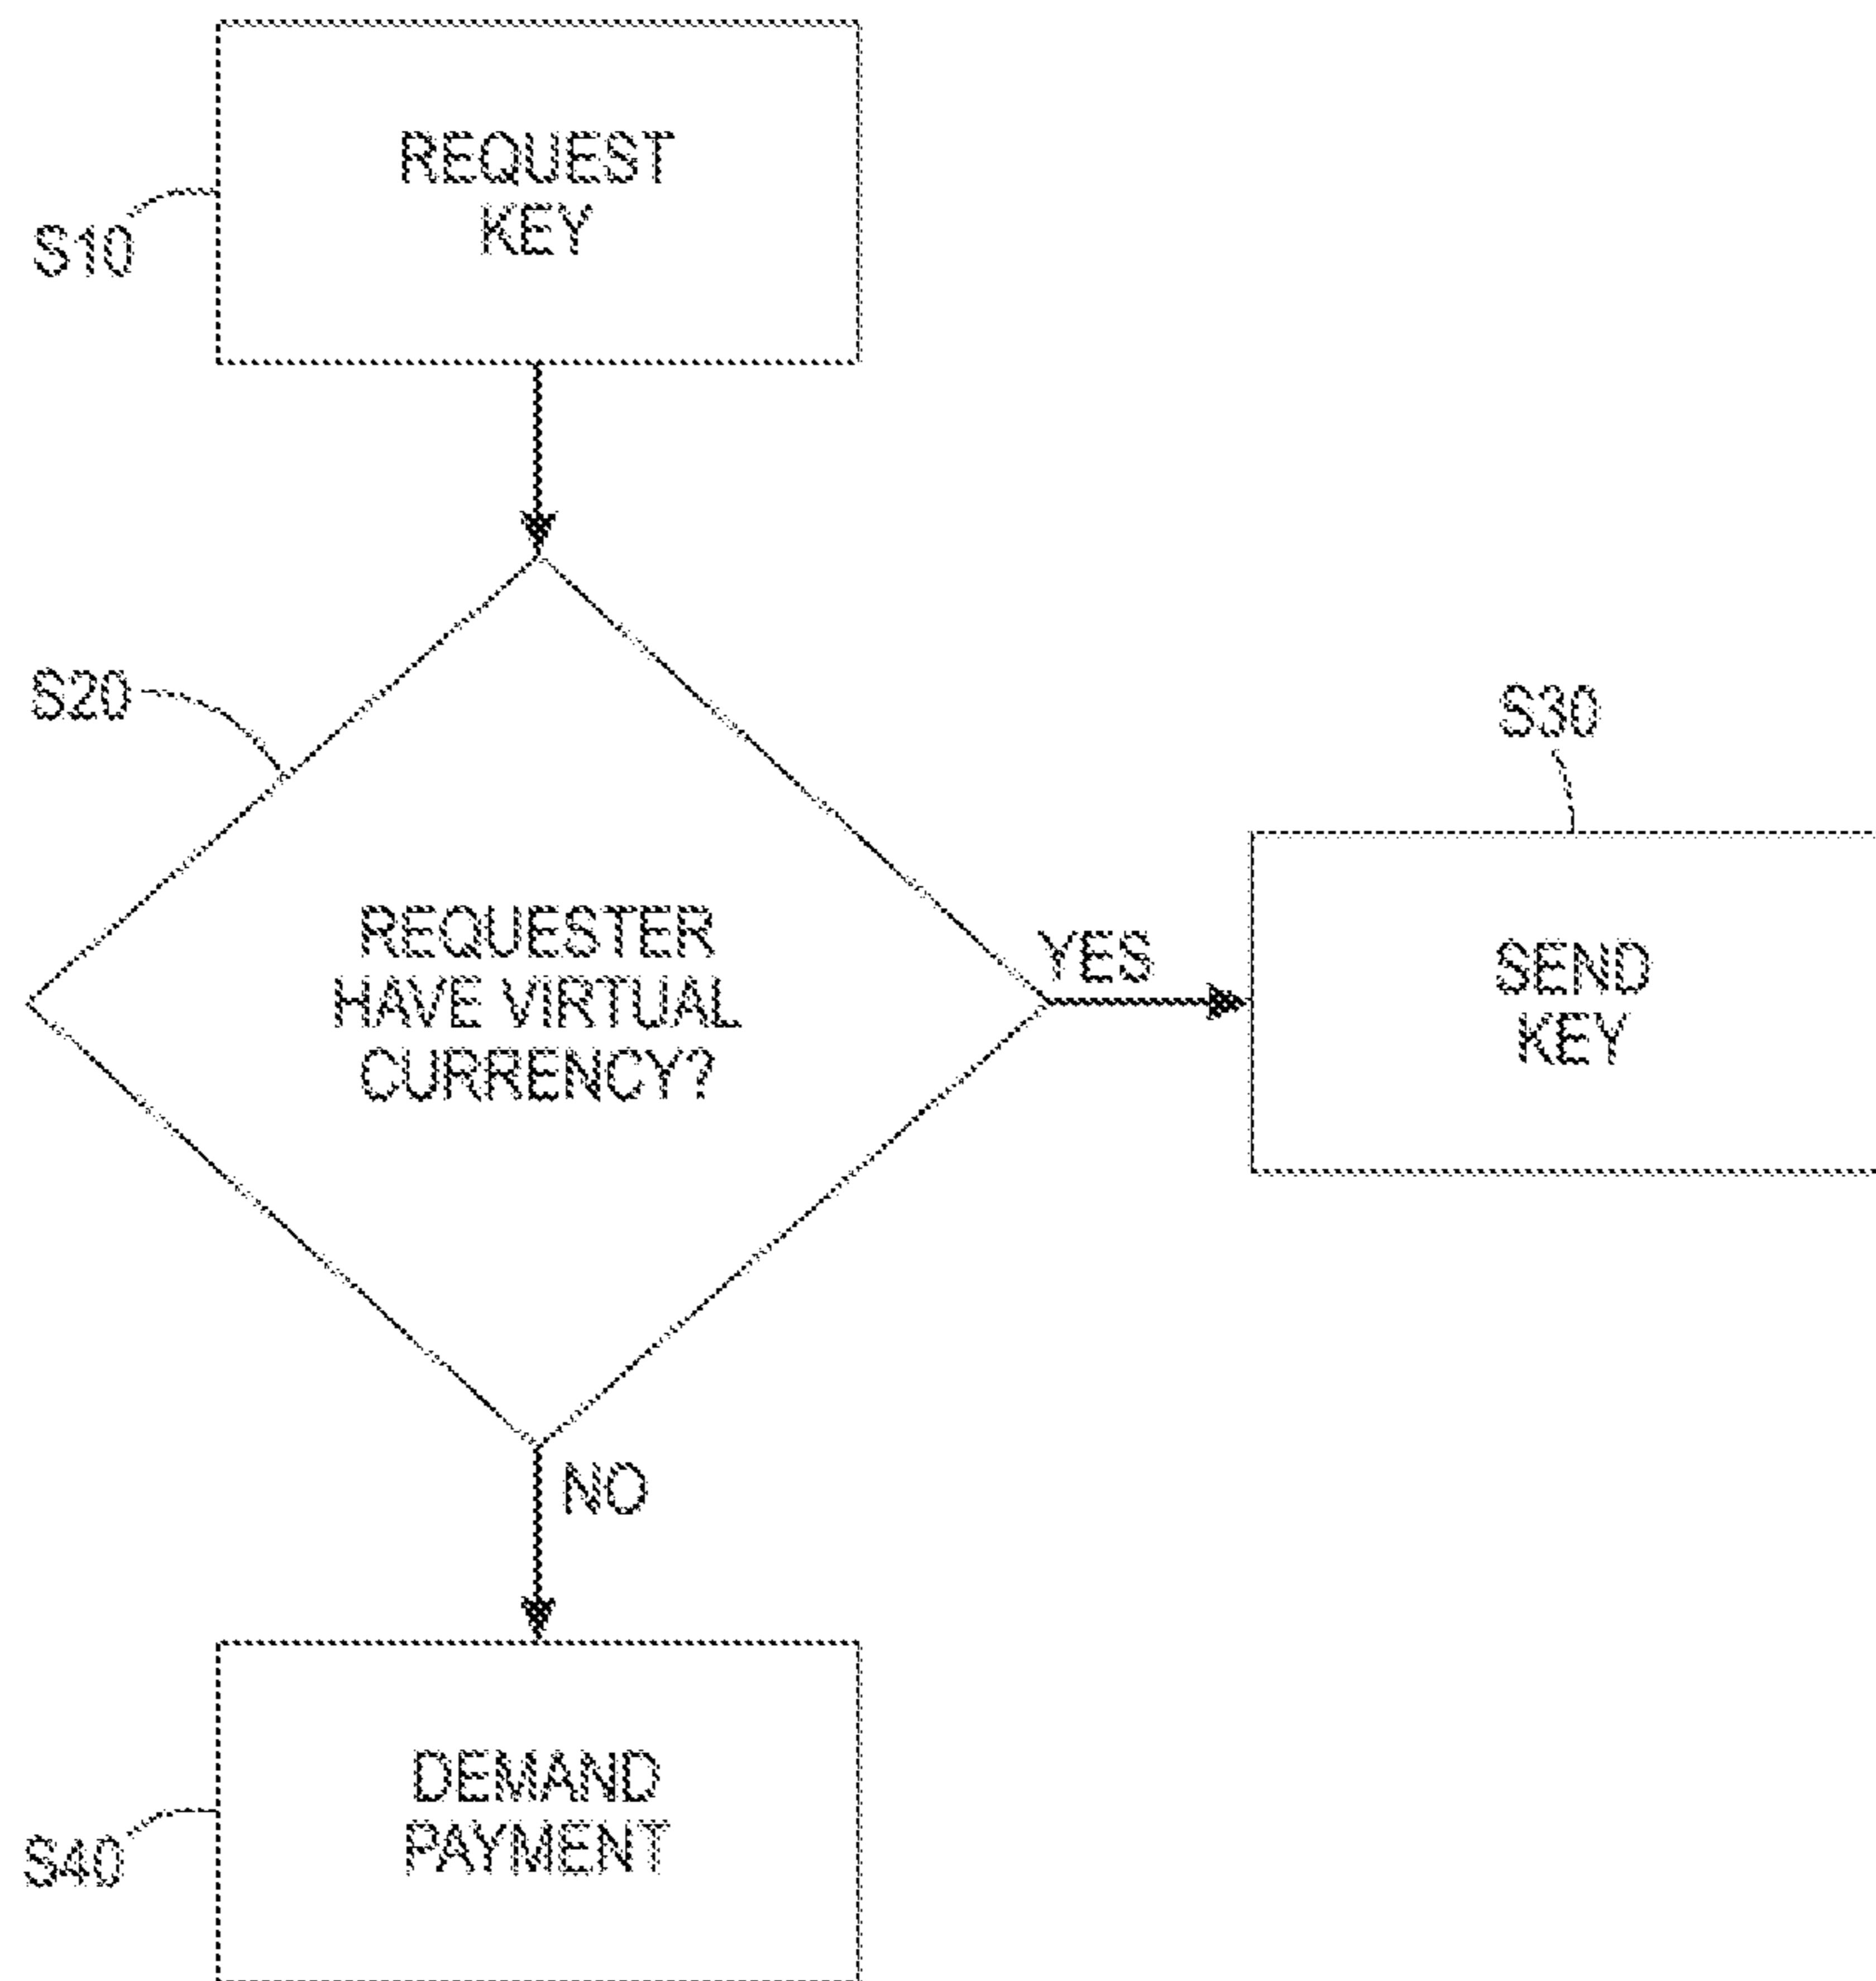 REQUEST
KEY
S10
S20
S30
REQUESTER
HAVE VIRTUAL
CURRENCY?
YES
SEND
KEY
NO
DEMAND
PAYMENT
S40